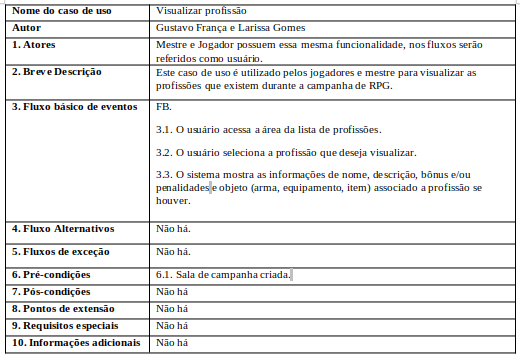 Nome do caso de uso Visualizar profissão
Autor Gustavo França e Larissa Gomes
1. Atores Mestre e Jogador possuem essa mesma funcionalidade, nos fluxos serão
referidos como usuário.
2. Breve Descrição Este caso de uso é utilizado pelos jogadores e mestre para visualizar as
profissões que existem durante a campanha de RPG.
3. Fluxo básico de eventos FB.
3.1. O usuário acessa a área da lista de profissões.
3.2. O usuário seleciona a profissão que deseja visualizar.
3.3. O sistema mostra as informações de nome, descrição, bônus e/ou
penalidades e objeto (arma, equipamento, item) associado a profissão se
houver.
4. Fluxo Alternativos Não há.
5. Fluxos de exceção Não há.
6. Pré-condições 6.1. Sala de campanha criada.
7. Pós-condições Não há
8. Pontos de extensão Não há
9. Requisitos especiais Não há
10. Informações adicionais Não há